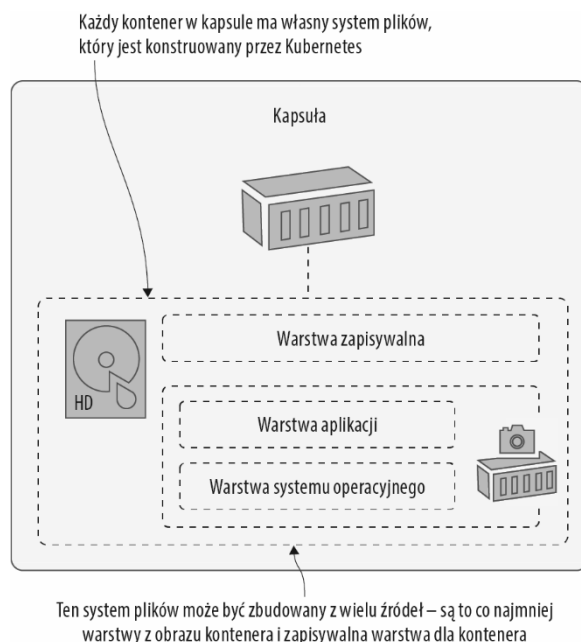 Każdy kontener w kapsule ma własny system plików,
który jest konstruowany przez Kubernetes
Kapsuła
Warstwa zapisywalna
HD
Warstwa aplikacji
Warstwa systemu operacyjnego
Ten system plików może być zbudowany z wielu źródeł – są to co najmniej
warstwy z obrazu kontenera i zapisywalna warstwa dla kontenera